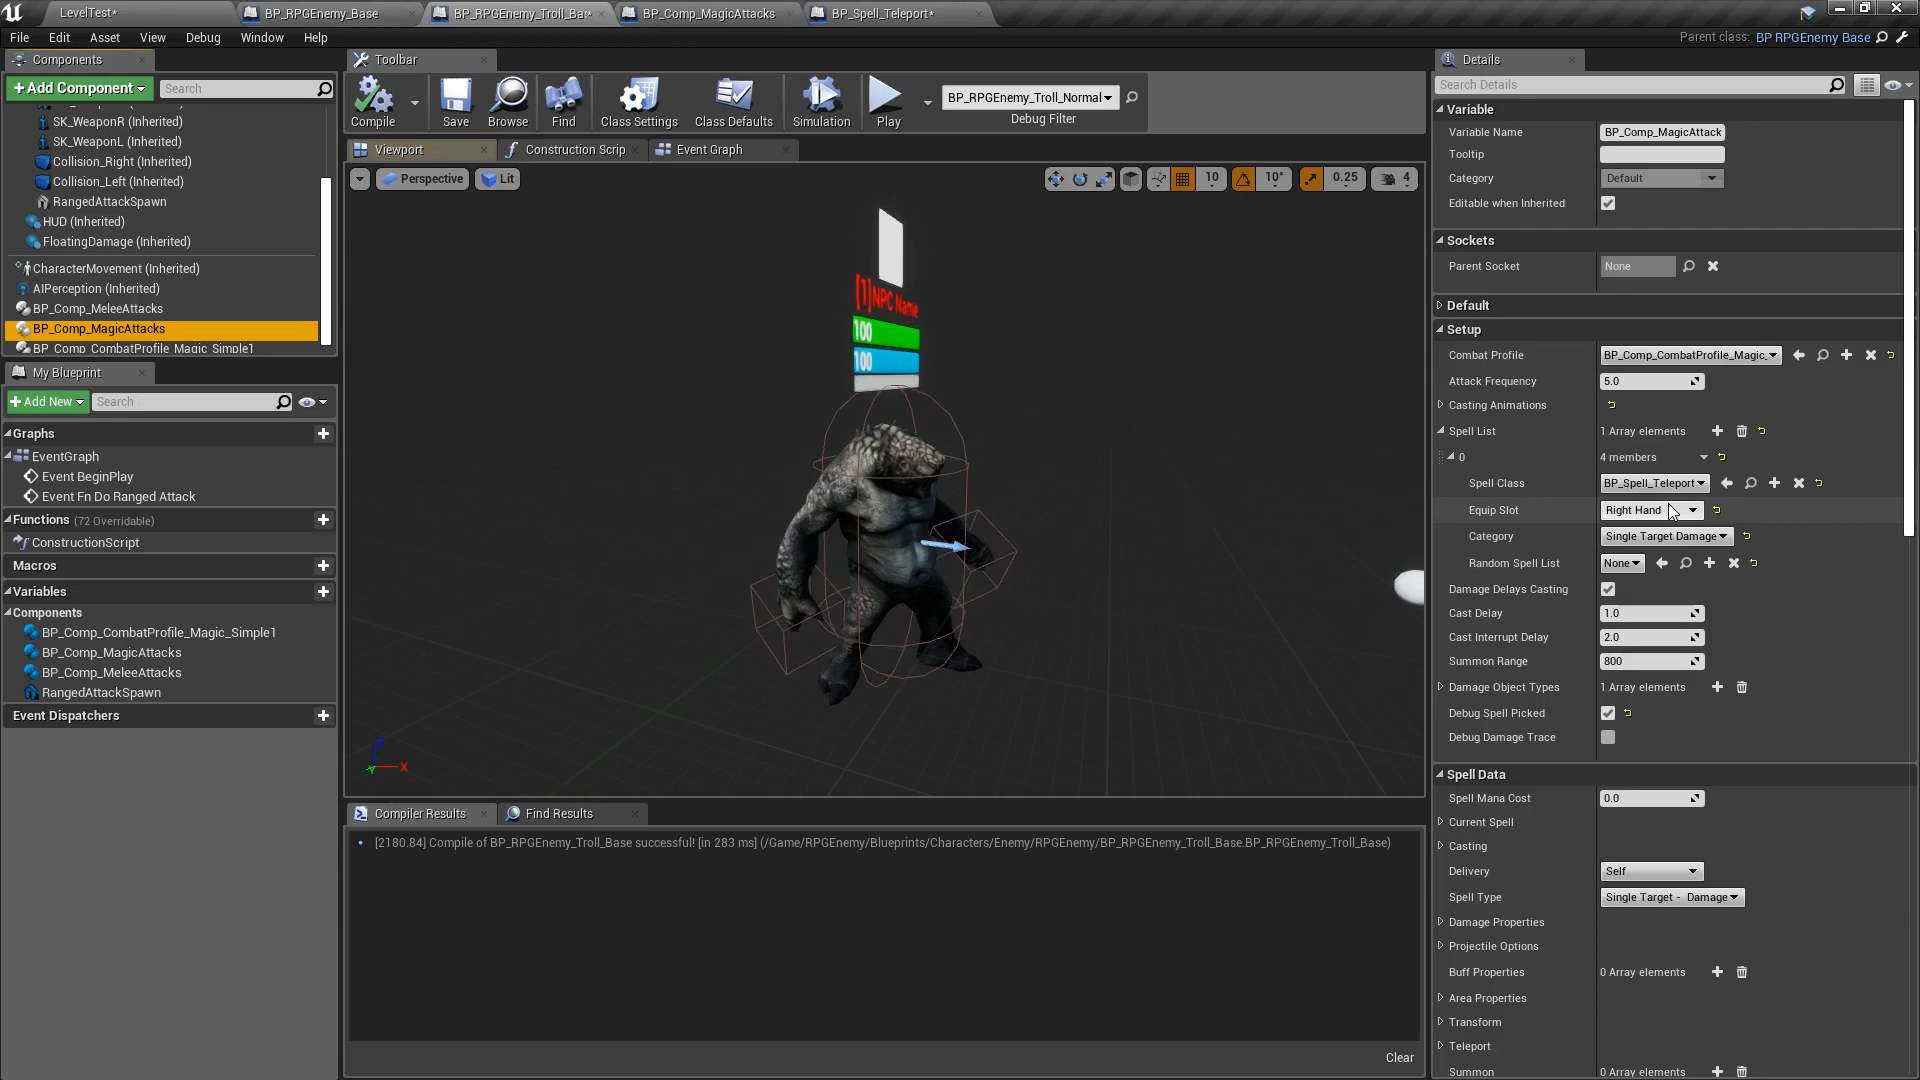 LevelTest*
BP_RPGEnemy_Base
BP_RPGEnemy_Troll_Bas*
BP_Comp_MagicAttacks
BP_Spell_Teleport*
File Edit Asset View Debug Window Help
Parent class: BP RPGEnemy Base
Components
+Add Component
Search
SK_WeaponR (Inherited)
SK_WeaponL (Inherited)
Collision_Right (Inherited)
Collision_Left (Inherited)
RangedAttackSpawn
HUD (Inherited)
FloatingDamage (Inherited)
CharacterMovement (Inherited)
AIPerception (Inherited)
BP_Comp_MeleeAttacks
BP_Comp_MagicAttacks
BP_Comp_CombatProfile_Magic_Simple1
My Blueprint
+Add New
Search
Graphs
EventGraph
Event BeginPlay
Event Fn Do Ranged Attack
Functions (72 Overridable)
ConstructionScript
Macros
Variables
Components
BP_Comp_CombatProfile_Magic_Simple1
BP_Comp_MagicAttacks
BP_Comp_MeleeAttacks
RangedAttackSpawn
Event Dispatchers
Toolbar
Compile
Save
Browse
Find
Class Settings
Class Defaults
Simulation
Play
BP_RPGEnemy_Troll_Normal
Debug Filter
Viewport
Construction Scrip
Event Graph
Perspective
Lit
10
10°
0.25
4
[1]NPC Name
100
100
Z
X
Y
Compiler Results
Find Results
[2180.84] Compile of BP_RPGEnemy_Troll_Base successful! [in 283 ms] (/Game/RPGEnemy/Blueprints/Characters/Enemy/RPGEnemy/BP_RPGEnemy_Troll_Base.BP_RPGEnemy_Troll_Base)
Clear
Details
Search Details
Variable
Variable Name BP_Comp_MagicAttack
Tooltip
Category Default
Editable when Inherited
Sockets
Parent Socket None
Default
Setup
Combat Profile BP_Comp_CombatProfile_Magic_
Attack Frequency 5.0
Casting Animations
Spell List 1 Array elements
0 4 members
Spell Class BP_Spell_Teleport
Equip Slot Right Hand
Category Single Target Damage
Random Spell List None
Damage Delays Casting
Cast Delay 1.0
Cast Interrupt Delay 2.0
Summon Range 800
Damage Object Types 1 Array elements
Debug Spell Picked
Debug Damage Trace
Spell Data
Spell Mana Cost 0.0
Current Spell
Casting
Delivery Self
Spell Type Single Target - Damage
Damage Properties
Projectile Options
Buff Properties 0 Array elements
Area Properties
Transform
Teleport
Summon 0 Array elements